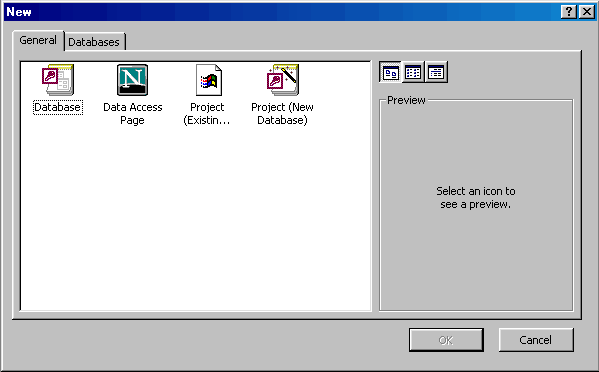 New
General
Databases
Database
Data Access
Page
Project
(Existin...
Project (New
Database)
Preview
Select an icon to
see a preview.
OK
Cancel